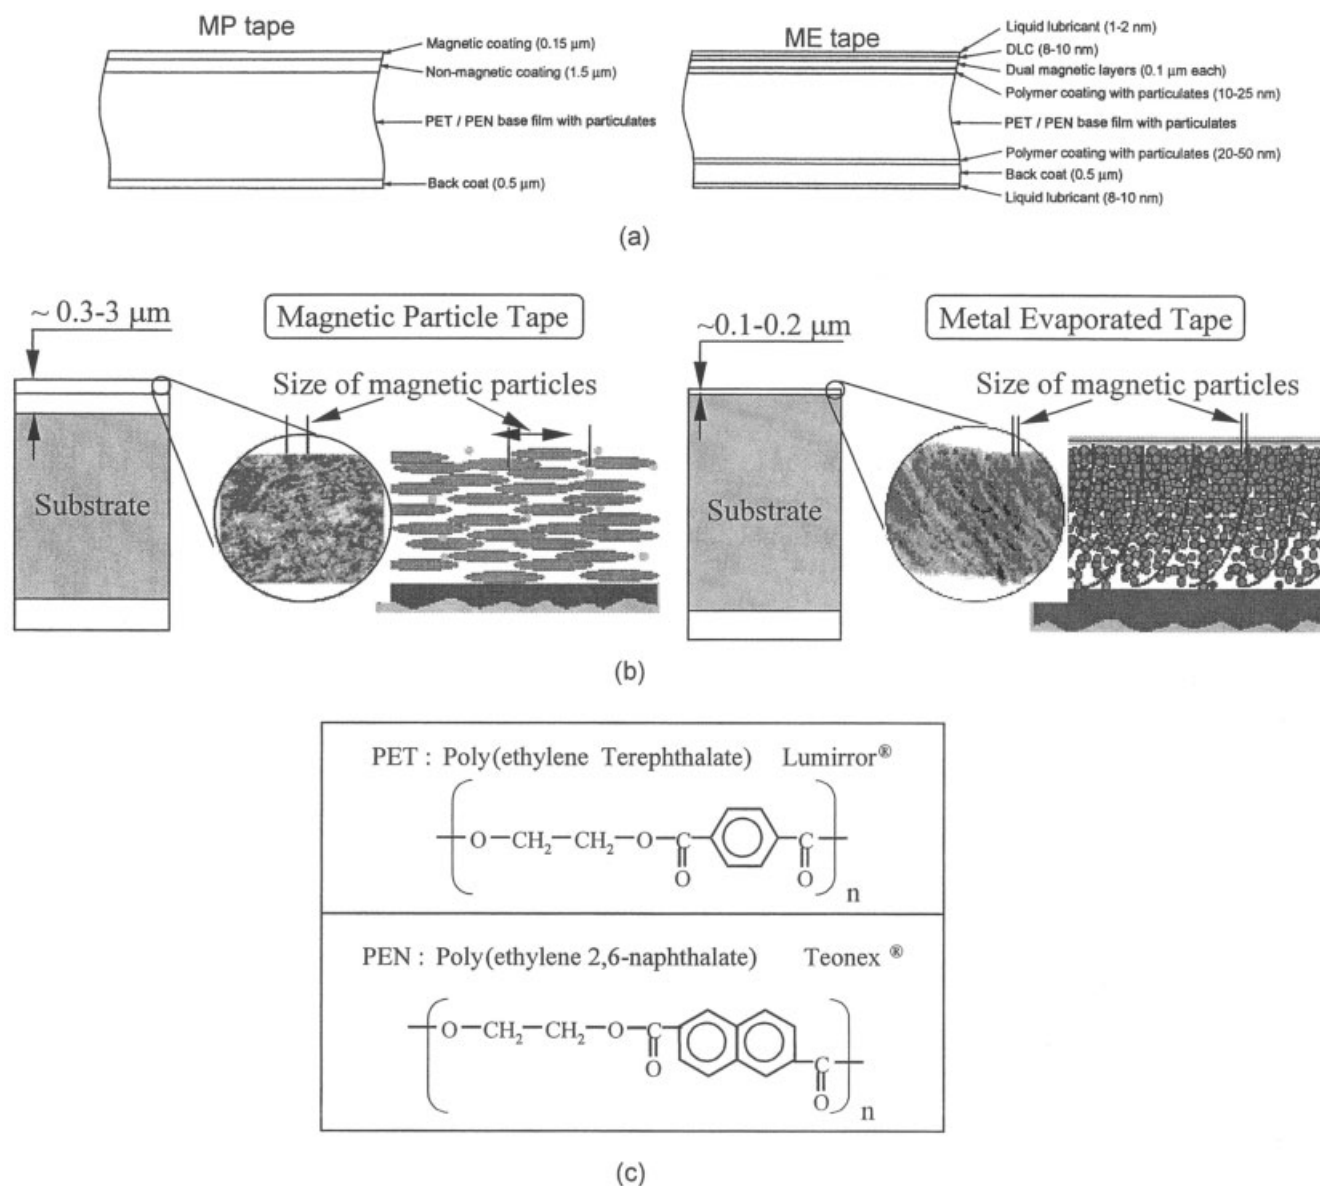 MP tape
Magnetic coating (0.15 μm)
Non-magnetic coating (1.5 μm)
PET / PEN base film with particulates
Back coat (0.5 μm)
ME tape
Liquid lubricant (1-2 nm)
DLC (8-10 nm)
Dual magnetic layers (0.1 μm each)
Polymer coating with particulates (10-25 nm)
PET / PEN base film with particulates
Polymer coating with particulates (20-50 nm)
Back coat (0.5 μm)
Liquid lubricant (8-10 nm)
(a)
~ 0.3-3 μm
Magnetic Particle Tape
Size of magnetic particles
Substrate
~0.1-0.2 μm
Metal Evaporated Tape
Size of magnetic particles
Substrate
(b)
PET : Poly(ethylene Terephthalate) Lumirror®
O—CH₂—CH₂—O—C C
O O
n
PEN : Poly(ethylene 2,6-naphthalate) Teonex ®
O—CH₂—CH₂—O—C C
O O
n
(c)